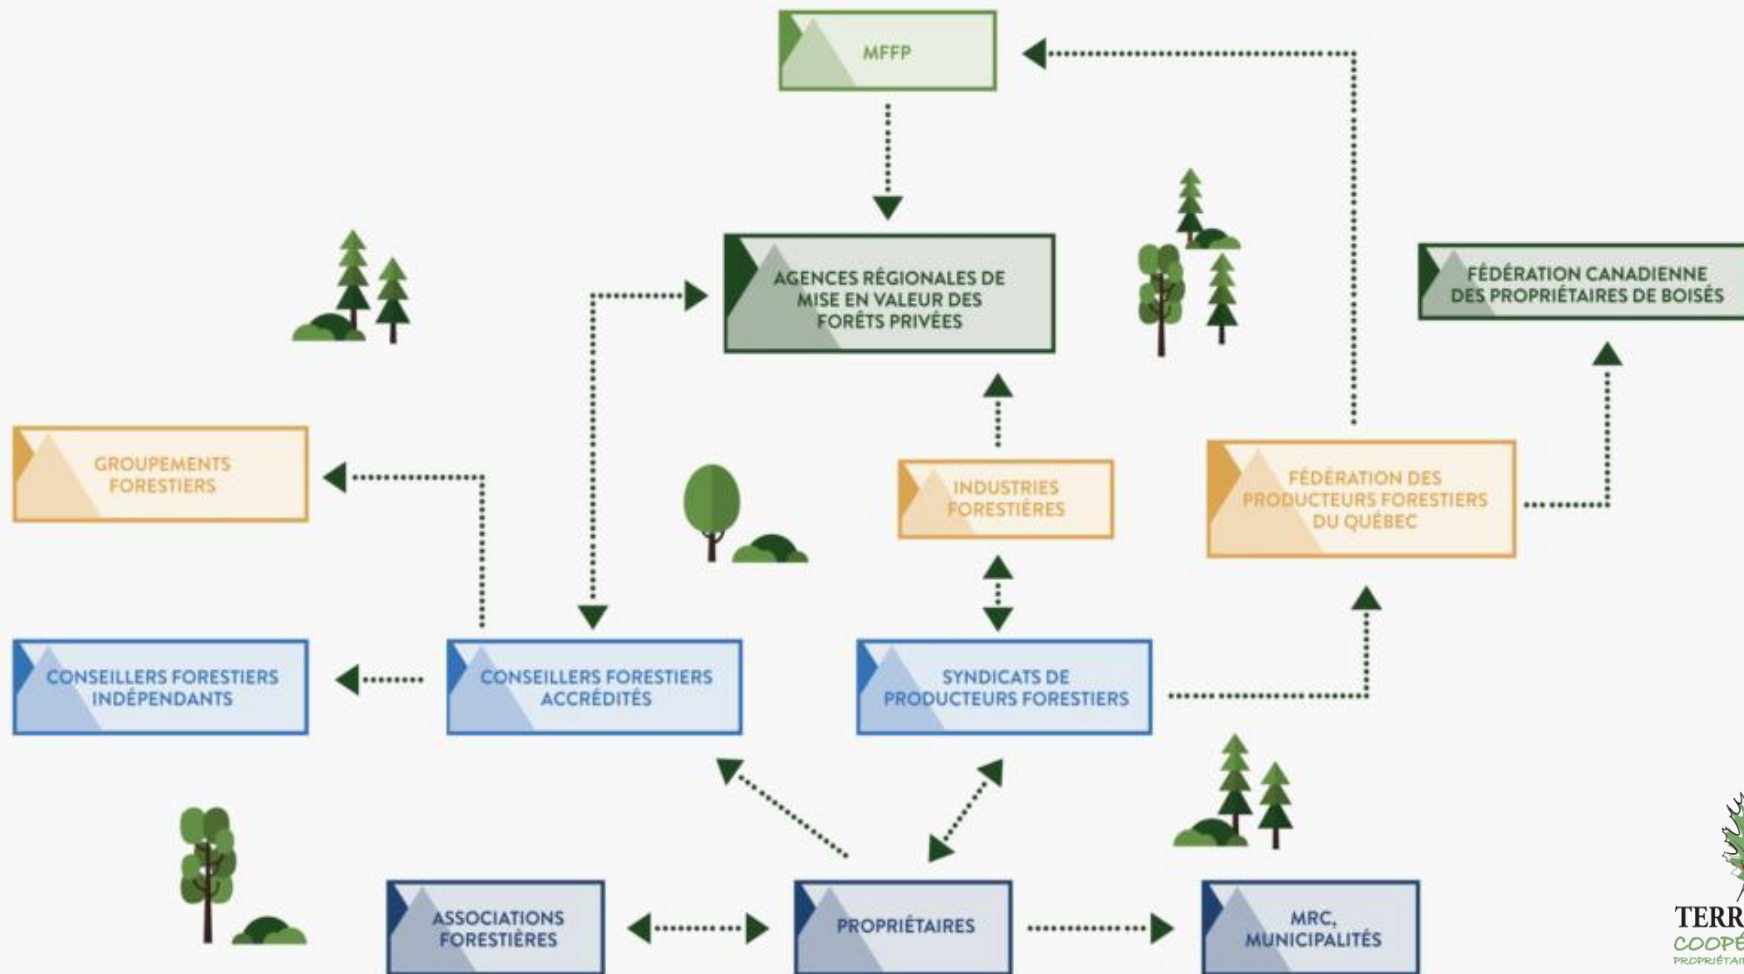 MFFP
AGENCES RÉGIONALES DE
MISE EN VALEUR DES
FORÊTS PRIVÉES
FÉDÉRATION CANADIENNE
DES PROPRIÉTAIRES DE BOISÉS
GROUPEMENTS
FORESTIERS
INDUSTRIES
FORESTIÈRES
FÉDÉRATION DES
PRODUCTEURS FORESTIERS
DU QUÉBEC
CONSEILLERS FORESTIERS
INDÉPENDANTS
CONSEILLERS FORESTIERS
ACCRÉDITÉS
SYNDICATS DE
PRODUCTEURS FORESTIERS
ASSOCIATIONS
FORESTIÈRES
PROPRIÉTAIRES
MRC,
MUNICIPALITÉS